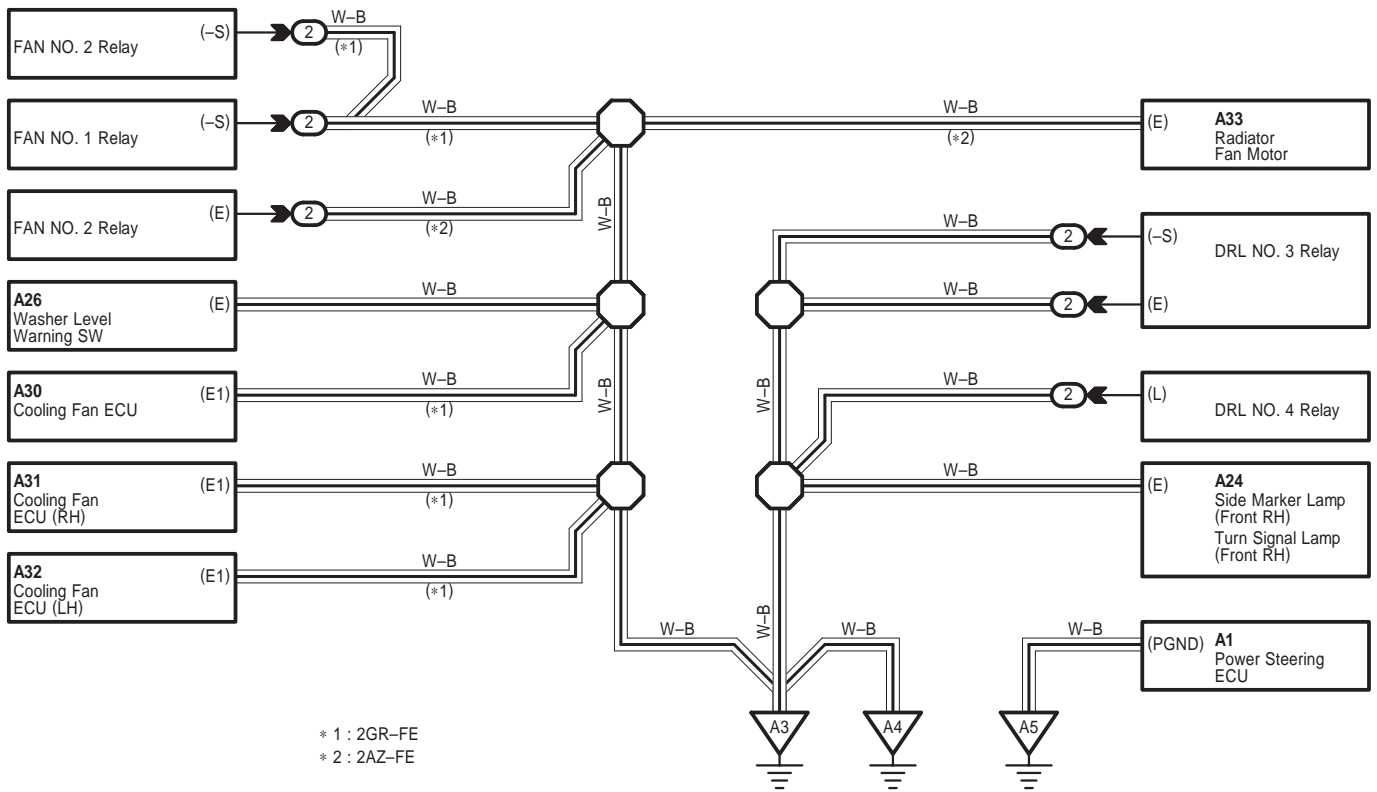 FAN NO. 2 Relay
(–S)
2
W–B
(∗1)
FAN NO. 1 Relay
(–S)
2
W–B
(∗1)
W–B
(∗2)
(E)
A33
Radiator
Fan Motor
FAN NO. 2 Relay
(E)
2
W–B
(∗2)
W–B
W–B
2
(–S)
DRL NO. 3 Relay
W–B
2
(E)
A26
Washer Level
Warning SW
(E)
W–B
A30
Cooling Fan ECU
(E1)
W–B
(∗1)
W–B
W–B
W–B
2
(L)
DRL NO. 4 Relay
A31
Cooling Fan
ECU (RH)
(E1)
W–B
(∗1)
W–B
(E)
A24
Side Marker Lamp
(Front RH)
Turn Signal Lamp
(Front RH)
A32
Cooling Fan
ECU (LH)
(E1)
W–B
(∗1)
W–B
W–B
W–B
W–B
(PGND)
A1
Power Steering
ECU
A3
A4
A5
∗ 1 : 2GR–FE
∗ 2 : 2AZ–FE